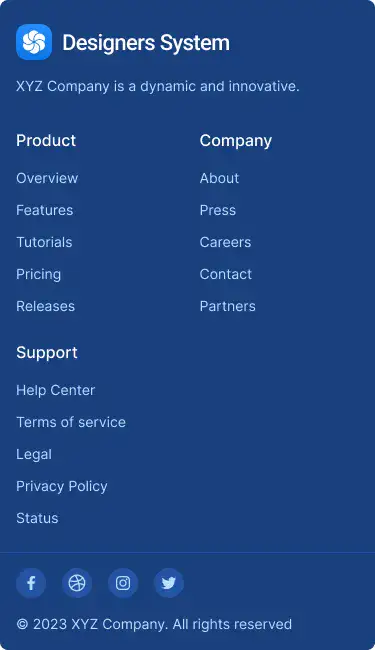 Designers System
XYZ Company is a dynamic and innovative.
Product
Overview
Features
Tutorials
Pricing
Releases
Company
About
Press
Careers
Contact
Partners
Support
Help Center
Terms of service
Legal
Privacy Policy
Status
© 2023 XYZ Company. All rights reserved